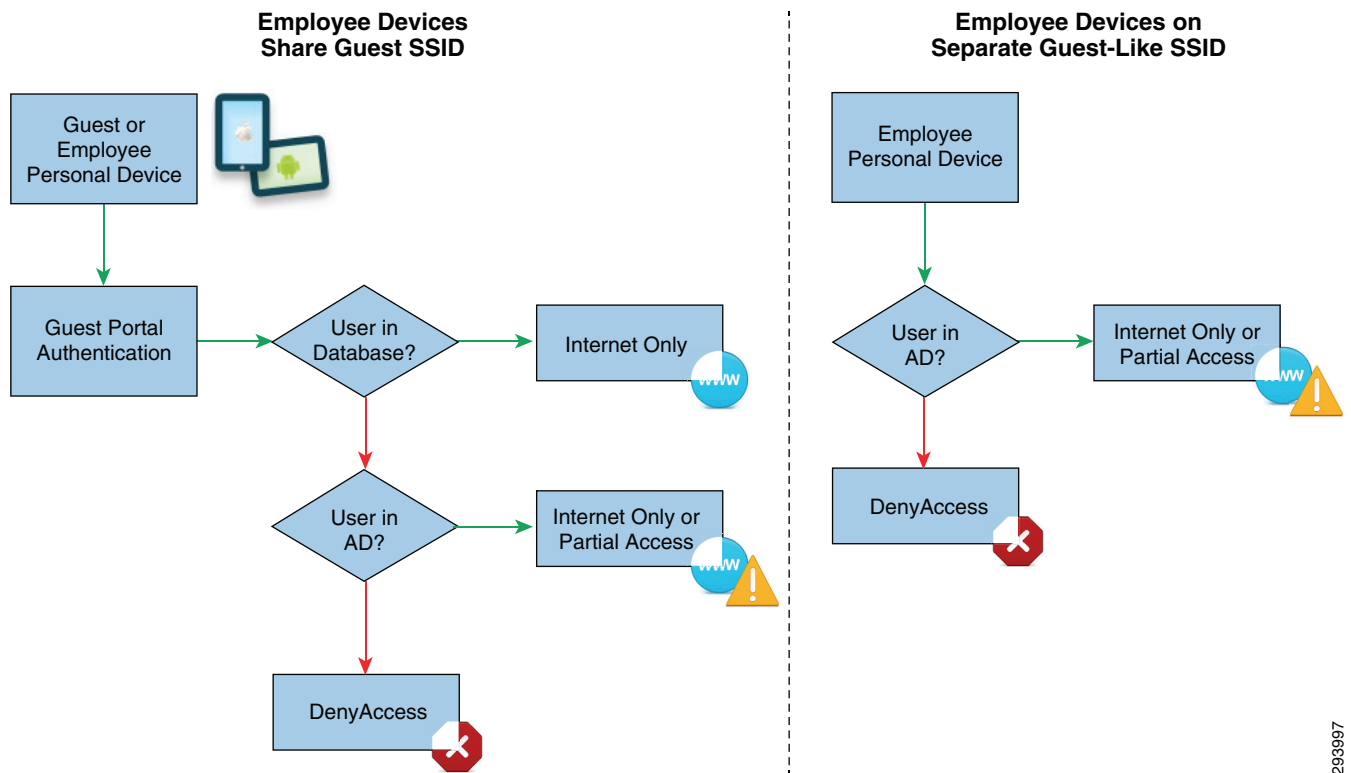 Employee Devices
Share Guest SSID
Guest or
Employee
Personal Device
Guest Portal
Authentication
User in
Database?
Internet Only
www
User in
AD?
Internet Only or
Partial Access
www
DenyAccess
Employee Devices on
Separate Guest-Like SSID
Employee
Personal Device
User in
AD?
Internet Only or
Partial Access
www
DenyAccess
293997